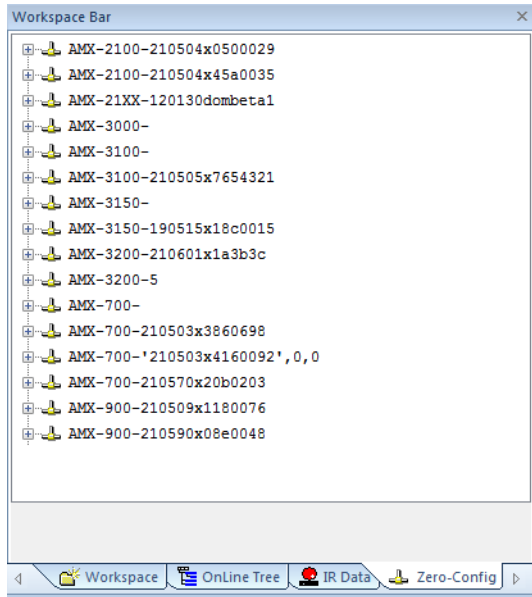 Workspace Bar
AMX-2100-210504x0500029
AMX-2100-210504x45a0035
AMX-21XX-120130dombeta1
AMX-3000-
AMX-3100-
AMX-3100-210505x7654321
AMX-3150-
AMX-3150-190515x18c0015
AMX-3200-210601x1a3b3c
AMX-3200-5
AMX-700-
AMX-700-210503x3860698
AMX-700-'210503x4160092',0,0
AMX-700-210570x20b0203
AMX-900-210509x1180076
AMX-900-210590x08e0048
Workspace OnLine Tree IR Data Zero-Config